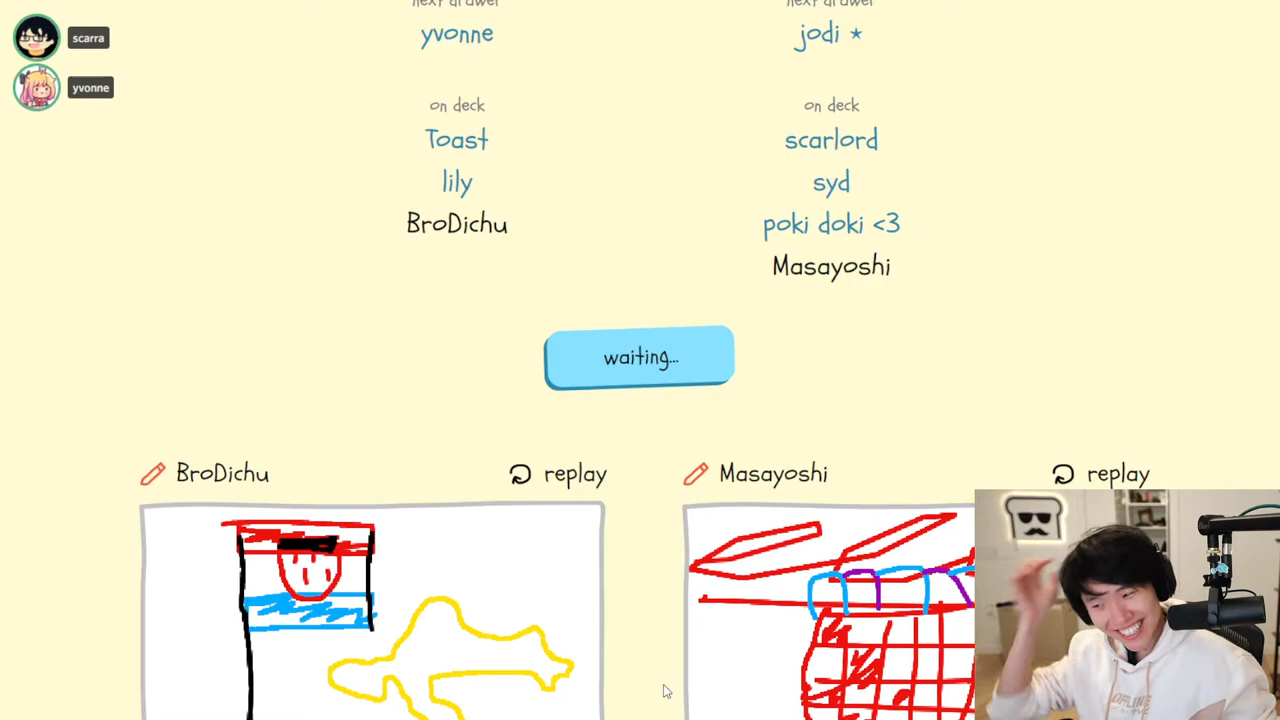 next drawer
next drawer
scarra
yvonne
jodi ★
yvonne
on deck
on deck
Toast
scarlord
lily
syd
BroDichu
poki doki <3
Masayoshi
waiting...
BroDichu
replay
Masayoshi
replay